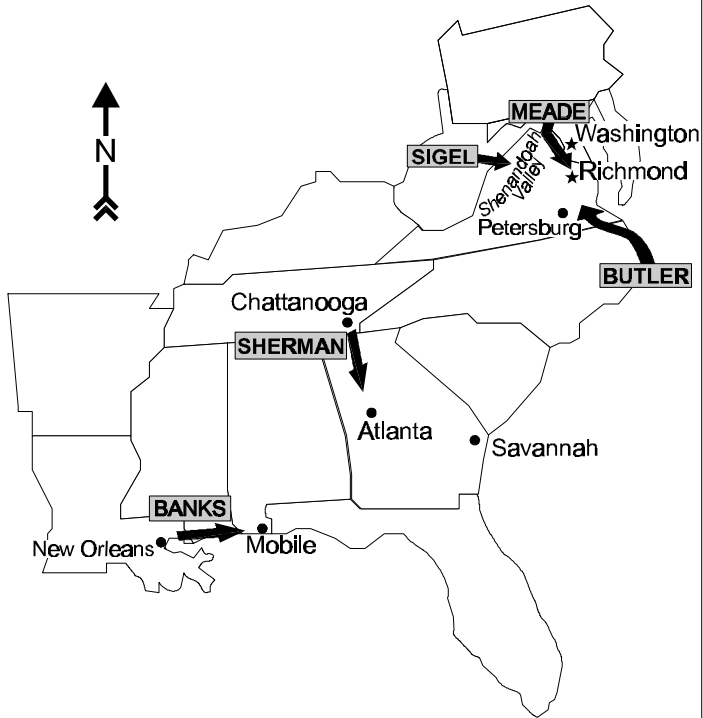 MEADE
N
Washington
SIGEL
Shenandoah
Valley
Richmond
Petersburg
BUTLER
Chattanooga
SHERMAN
Atlanta
Savannah
BANKS
New Orleans
Mobile